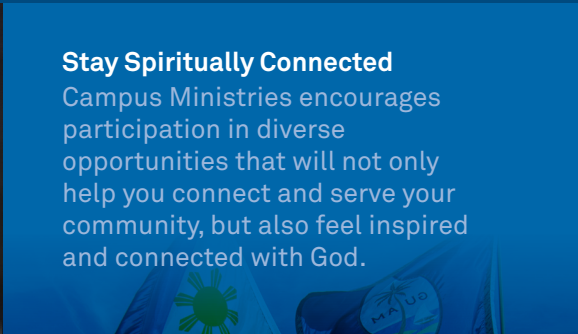 Stay Spiritually Connected
Campus Ministries encourages
participation in diverse
opportunities that will not only
help you connect and serve your
community, but also feel inspired
and connected with God.
GUAM